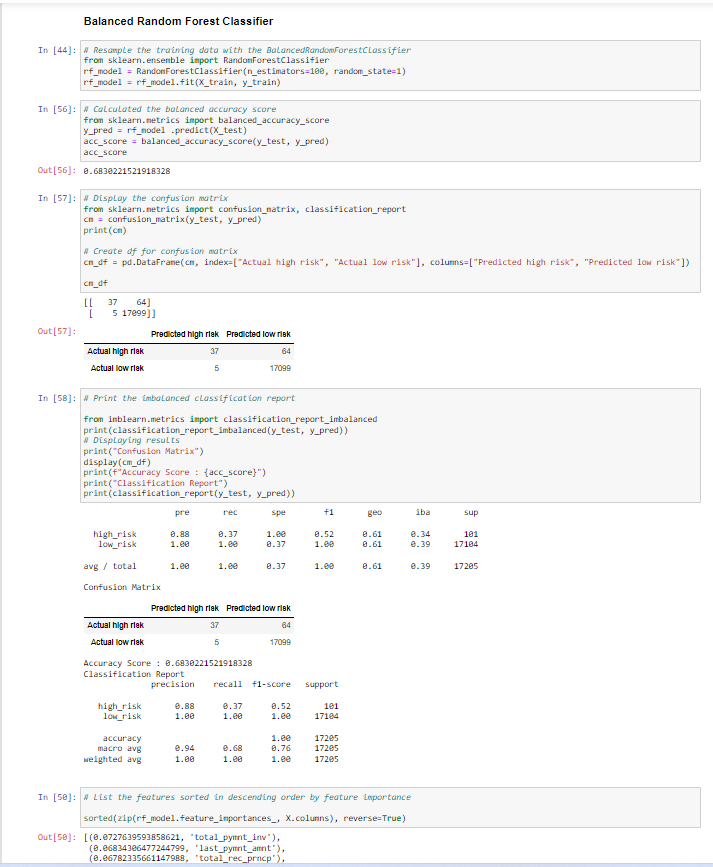 Balanced Random Forest Classifier
In [44]: # Resample the training data with the BalancedRandomForestClassifier
from sklearn.ensemble import RandomForestClassifier
rf_model = RandomForestClassifier(n_estimators=100, random_state=1)
rf_model = rf_model.fit(X_train, y_train)
In [56]: # Calculated the balanced accuracy score
from sklearn.metrics import balanced_accuracy_score
y_pred = rf_model .predict(X_test)
acc_score = balanced_accuracy_score(y_test, y_pred)
acc_score
Out[56]: 0.6830221521918328
In [57]: # Display the confusion matrix
from sklearn.metrics import confusion_matrix, classification_report
cm = confusion_matrix(y_test, y_pred)
print(cm)
# Create df for confusion matrix
cm_df = pd.DataFrame(cm, index=["Actual high risk", "Actual low risk"], columns=["Predicted high risk", "Predicted low risk"])
cm_df
[[ 37 64]
[ 5 17099]]
Out[57]:
Predicted high risk Predicted low risk
Actual high risk 37 64
Actual low risk 5 17099
In [58]: # Print the imbalanced classification report
from imblearn.metrics import classification_report_imbalanced
print(classification_report_imbalanced(y_test, y_pred))
# Displaying results
print("Confusion Matrix")
display(cm_df)
print(f"Accuracy Score : {acc_score}")
print("Classification Report")
print(classification_report(y_test, y_pred))
pre rec spe f1 geo iba sup
high_risk 0.88 0.37 1.00 0.52 0.61 0.34 101
low_risk 1.00 1.00 0.37 1.00 0.61 0.39 17104
avg / total 1.00 1.00 0.37 1.00 0.61 0.39 17205
Confusion Matrix
Predicted high risk Predicted low risk
Actual high risk 37 64
Actual low risk 5 17099
Accuracy Score : 0.6830221521918328
Classification Report
precision recall f1-score support
high_risk 0.88 0.37 0.52 101
low_risk 1.00 1.00 1.00 17104
accuracy 1.00 17205
macro avg 0.94 0.68 0.76 17205
weighted avg 1.00 1.00 1.00 17205
In [50]: # List the features sorted in descending order by feature importance
sorted(zip(rf_model.feature_importances_, X.columns), reverse=True)
Out[50]: [(0.0727639593858621, 'total_pymnt_inv'),
(0.06834306477244799, 'last_pymnt_amnt'),
(0.06782335661147988, 'total_rec_prncp'),